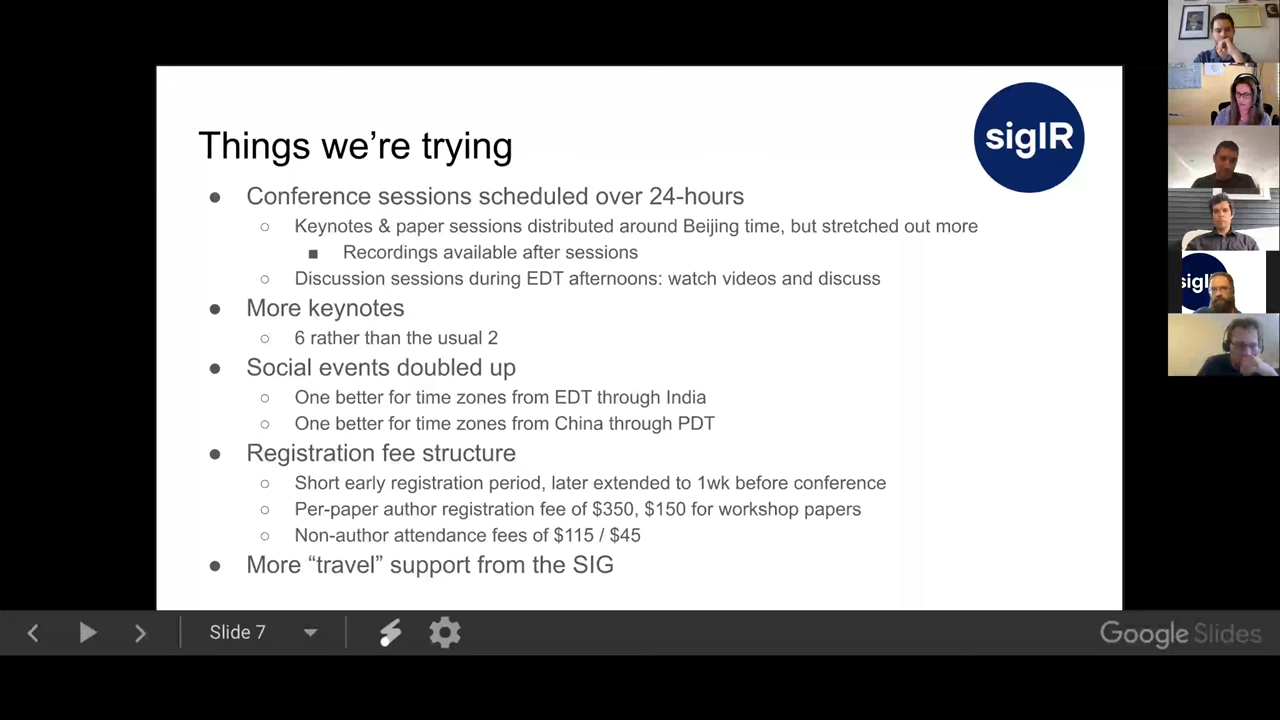 sigIR
Things we're trying
● Conference sessions scheduled over 24-hours
○ Keynotes & paper sessions distributed around Beijing time, but stretched out more
■ Recordings available after sessions
○ Discussion sessions during EDT afternoons: watch videos and discuss
● More keynotes
○ 6 rather than the usual 2
● Social events doubled up
○ One better for time zones from EDT through India
○ One better for time zones from China through PDT
● Registration fee structure
○ Short early registration period, later extended to 1wk before conference
○ Per-paper author registration fee of $350, $150 for workshop papers
○ Non-author attendance fees of $115 / $45
● More “travel” support from the SIG
Slide 7
Google Slides